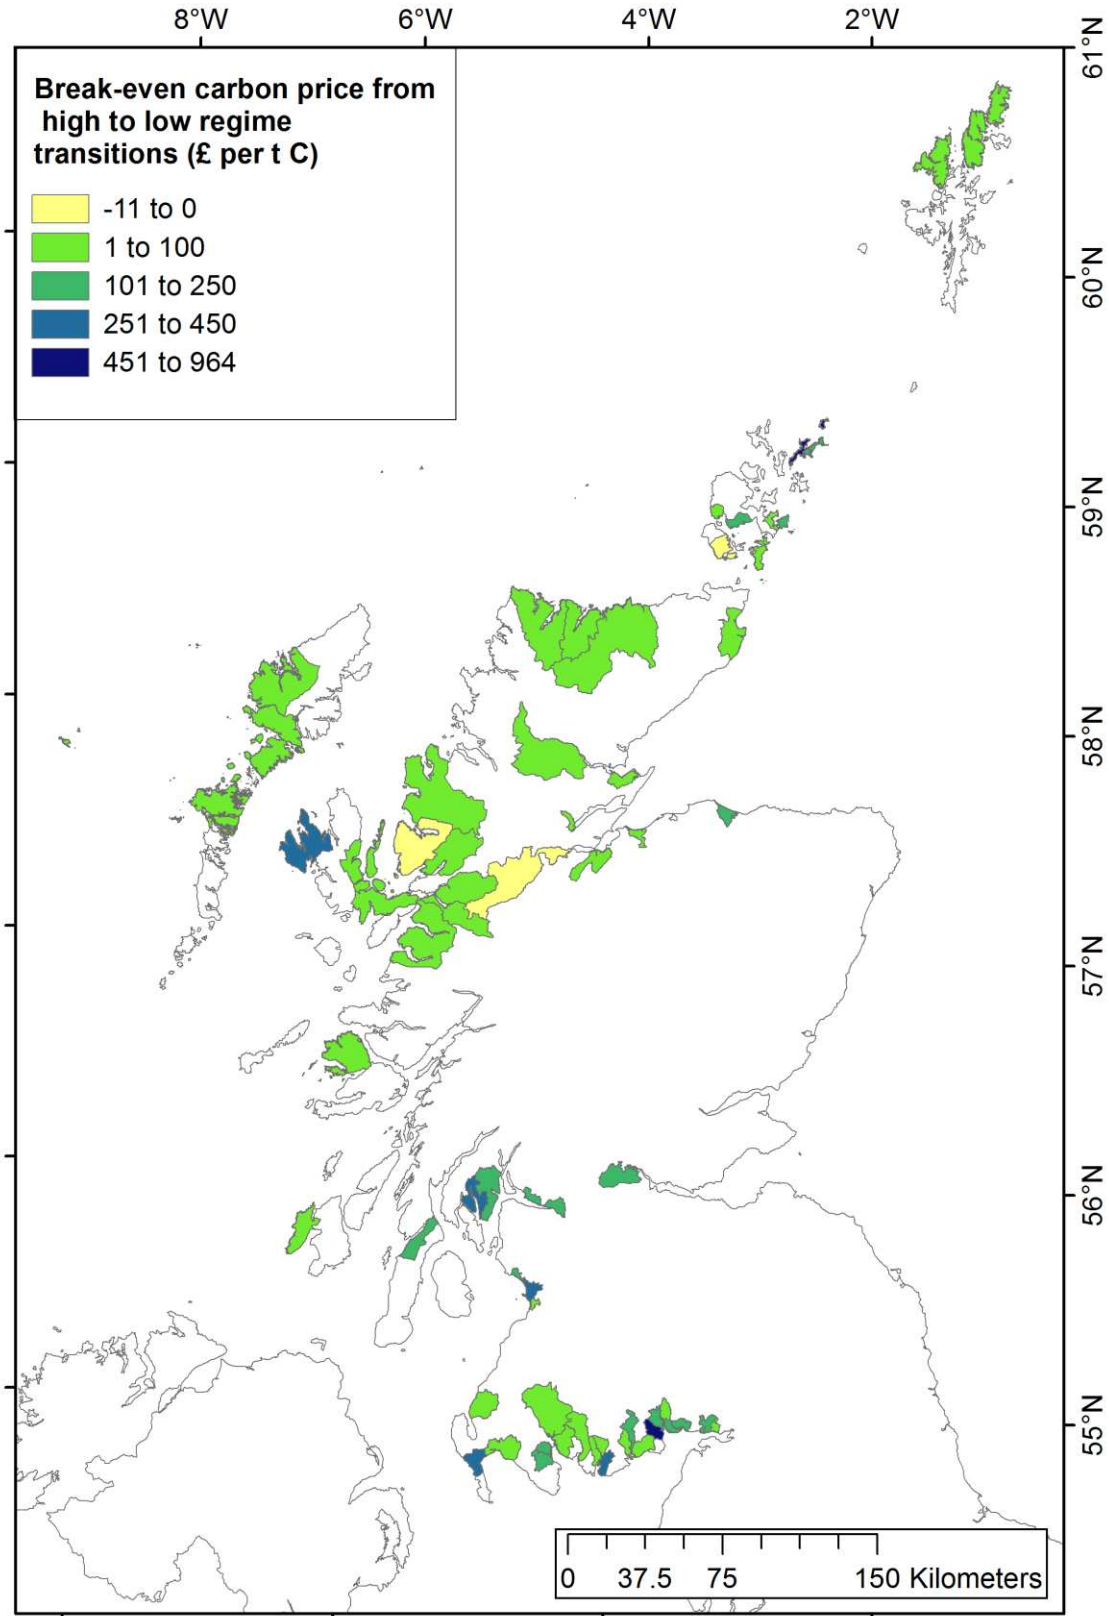 8°W 6°W 4°W 2°W
61°N
Break-even carbon price from
high to low regime
transitions (£ per t C)
-11 to 0
1 to 100
101 to 250
251 to 450
451 to 964
60°N
59°N
58°N
57°N
56°N
55°N
0 37.5 75 150 Kilometers